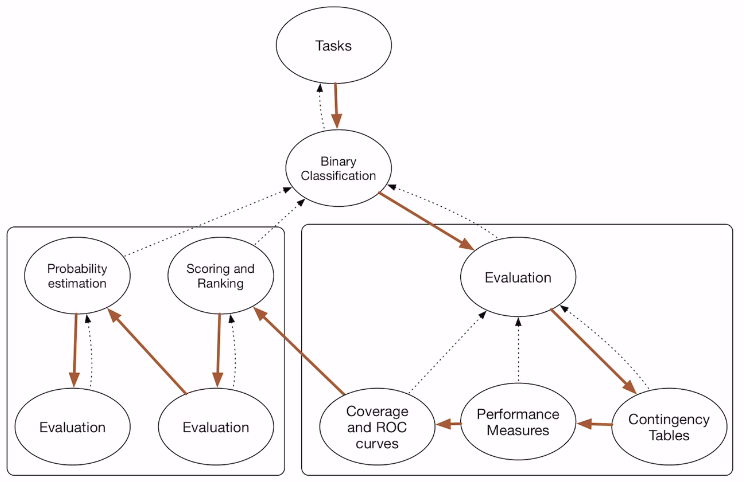 Tasks
Binary
Classification
Probability
estimation
Scoring and
Ranking
Evaluation
Evaluation
Evaluation
Coverage
and ROC
curves
Performance
Measures
Contingency
Tables